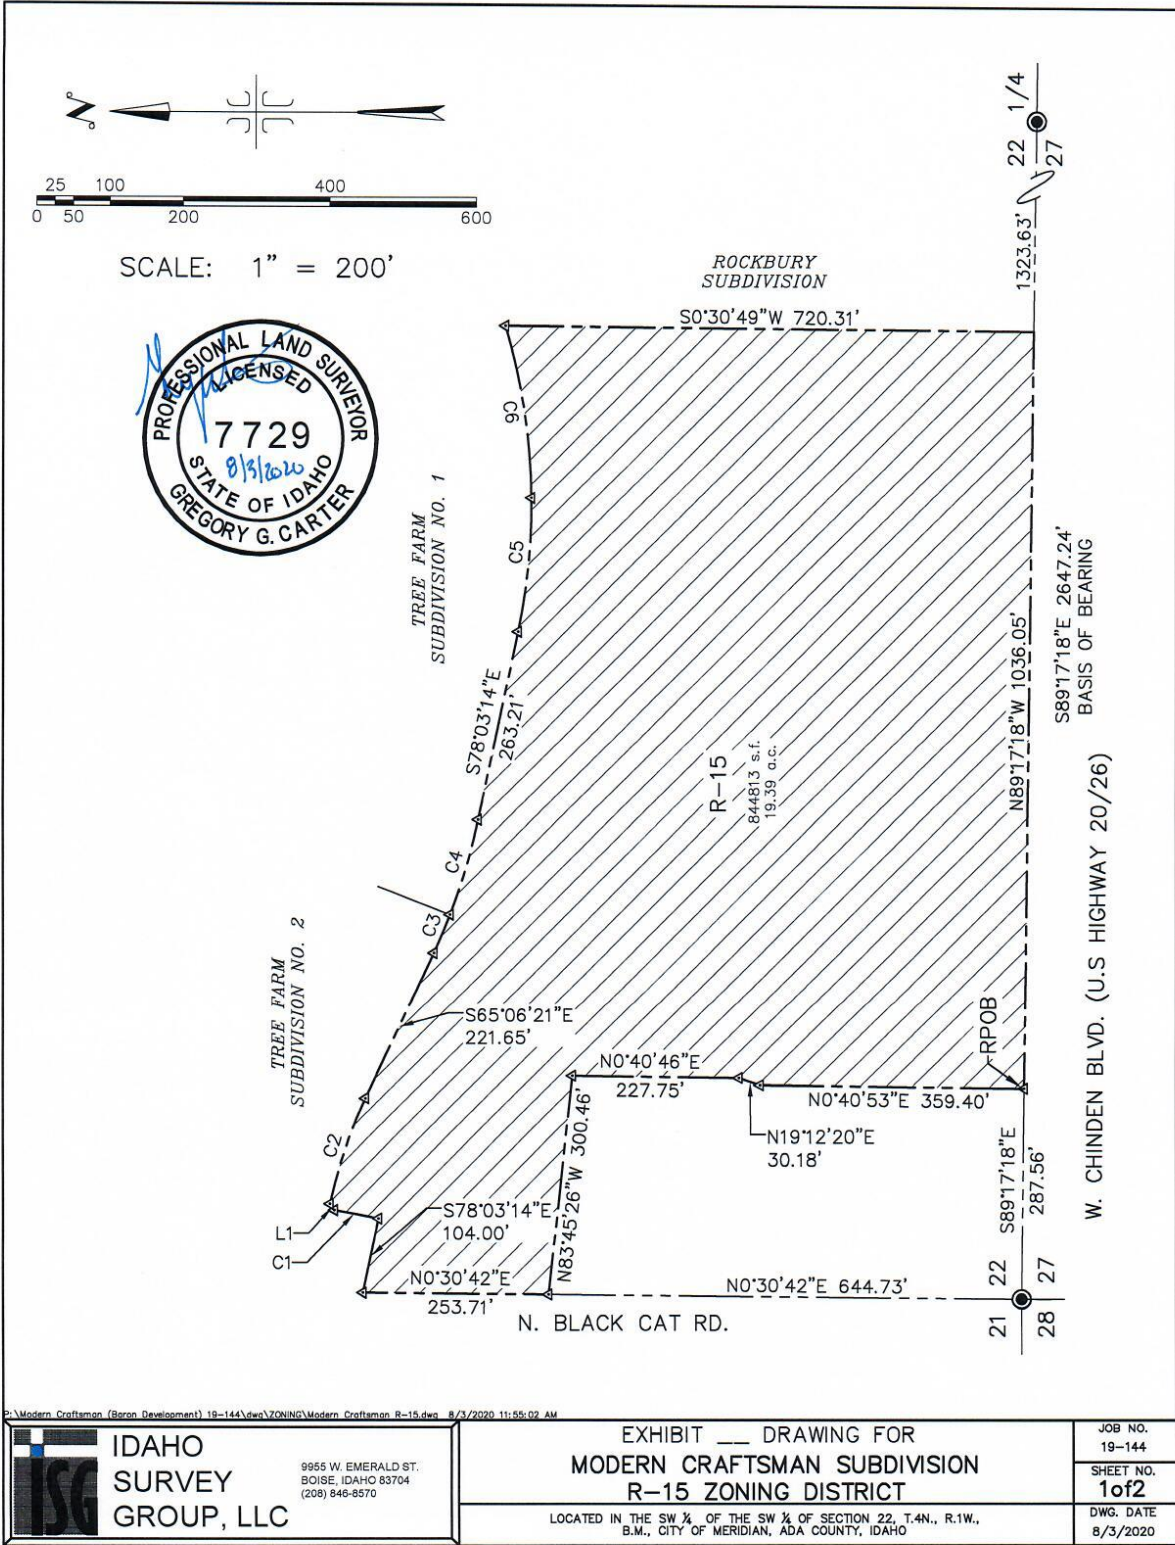 N
25 100 400
0 50 200 600
SCALE: 1" = 200'
PROFESSIONAL LAND SURVEYOR
LICENSED
7729
8/3/2020
STATE OF IDAHO
GREGORY G. CARTER
1/4
22
27
1323.63'
ROCKBURY
SUBDIVISION
S0°30'49"W 720.31'
C6
TREE FARM
SUBDIVISION NO. 1
C5
S78°03'14"E
263.21'
C4
C3
R-15
844813 s.f.
19.39 a.c.
N89°17'18"W 1036.05'
S89°17'18"E 2647.24'
BASIS OF BEARING
W. CHINDEN BLVD. (U.S HIGHWAY 20/26)
TREE FARM
SUBDIVISION NO. 2
S65°06'21"E
221.65'
C2
RPOB
N0°40'46"E
227.75'
N0°40'53"E 359.40'
N19°12'20"E
30.18'
N83°45'26"W 300.46'
S89°17'18"E
287.56'
L1
C1
S78°03'14"E
104.00'
N0°30'42"E
253.71'
N0°30'42"E 644.73'
22
27
21
28
N. BLACK CAT RD.
P:\Modern Craftsman (Baron Development) 19-144\dwg\ZONING\Modern Craftsman R-15.dwg 8/3/2020 11:55:02 AM
ISG
IDAHO
SURVEY
GROUP, LLC
9955 W. EMERALD ST.
BOISE, IDAHO 83704
(208) 846-8570
EXHIBIT __ DRAWING FOR
MODERN CRAFTSMAN SUBDIVISION
R-15 ZONING DISTRICT
LOCATED IN THE SW ¼ OF THE SW ¼ OF SECTION 22, T.4N., R.1W.,
B.M., CITY OF MERIDIAN, ADA COUNTY, IDAHO
JOB NO.
19-144
SHEET NO.
1of2
DWG. DATE
8/3/2020